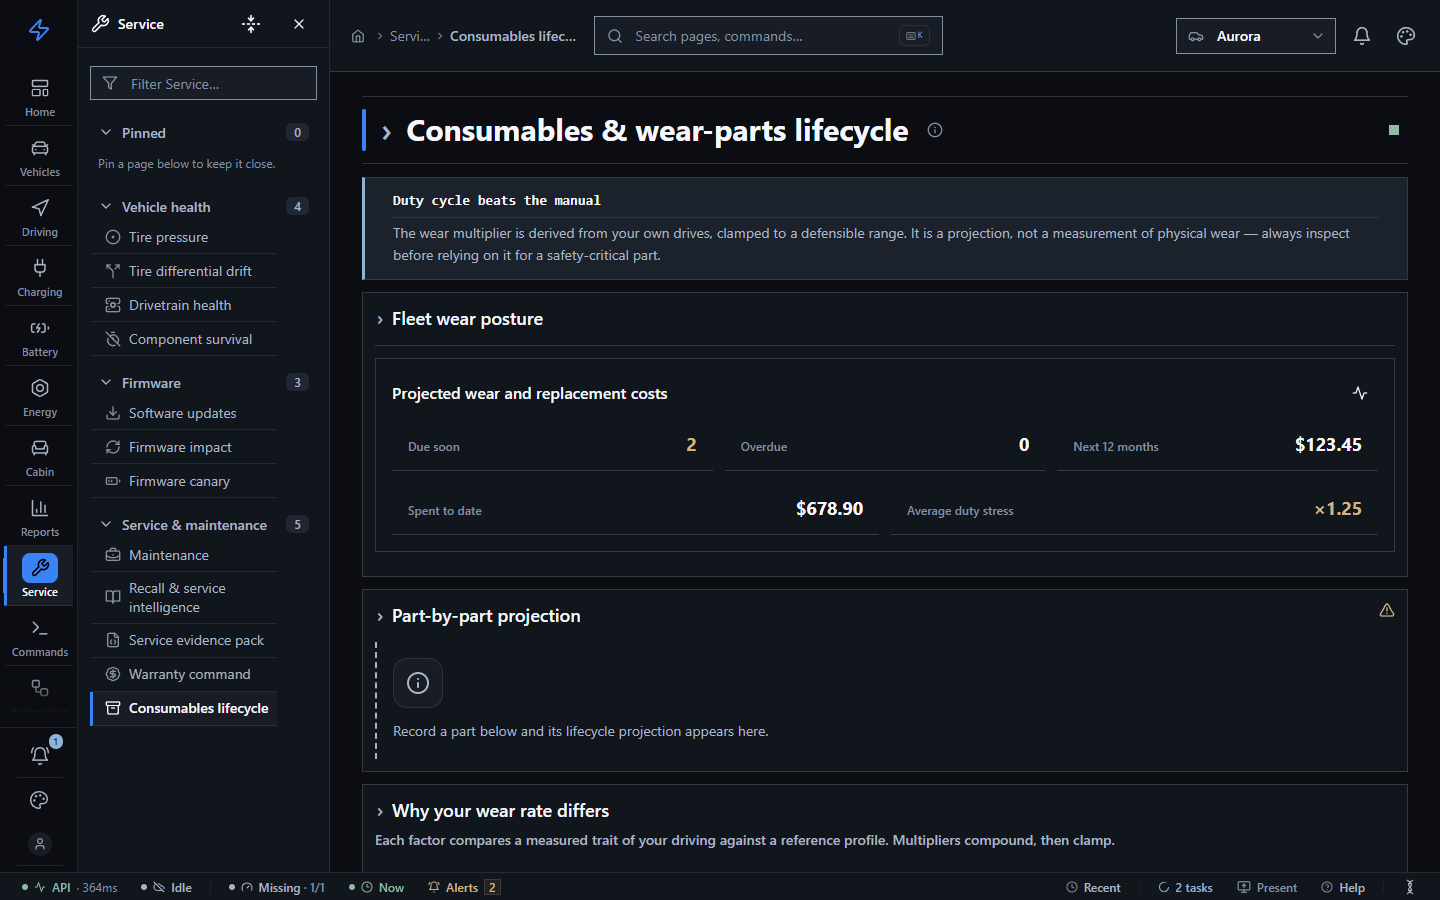 Service
Servi...
Consumables lifec...
Search pages, commands...
K
Aurora
Home
Vehicles
Driving
Charging
Battery
Energy
Cabin
Reports
Service
Commands
1
Filter Service...
Pinned
0
Pin a page below to keep it close.
Vehicle health
4
Tire pressure
Tire differential drift
Drivetrain health
Component survival
Firmware
3
Software updates
Firmware impact
Firmware canary
Service & maintenance
5
Maintenance
Recall & service
intelligence
Service evidence pack
Warranty command
Consumables lifecycle
Consumables & wear-parts lifecycle
Duty cycle beats the manual
The wear multiplier is derived from your own drives, clamped to a defensible range. It is a projection, not a measurement of physical wear — always inspect
before relying on it for a safety-critical part.
Fleet wear posture
Projected wear and replacement costs
Due soon
2
Overdue
0
Next 12 months
$123.45
Spent to date
$678.90
Average duty stress
×1.25
Part-by-part projection
Record a part below and its lifecycle projection appears here.
Why your wear rate differs
Each factor compares a measured trait of your driving against a reference profile. Multipliers compound, then clamp.
API · 364ms
Idle
Missing · 1/1
Now
Alerts 2
Recent
2 tasks
Present
Help